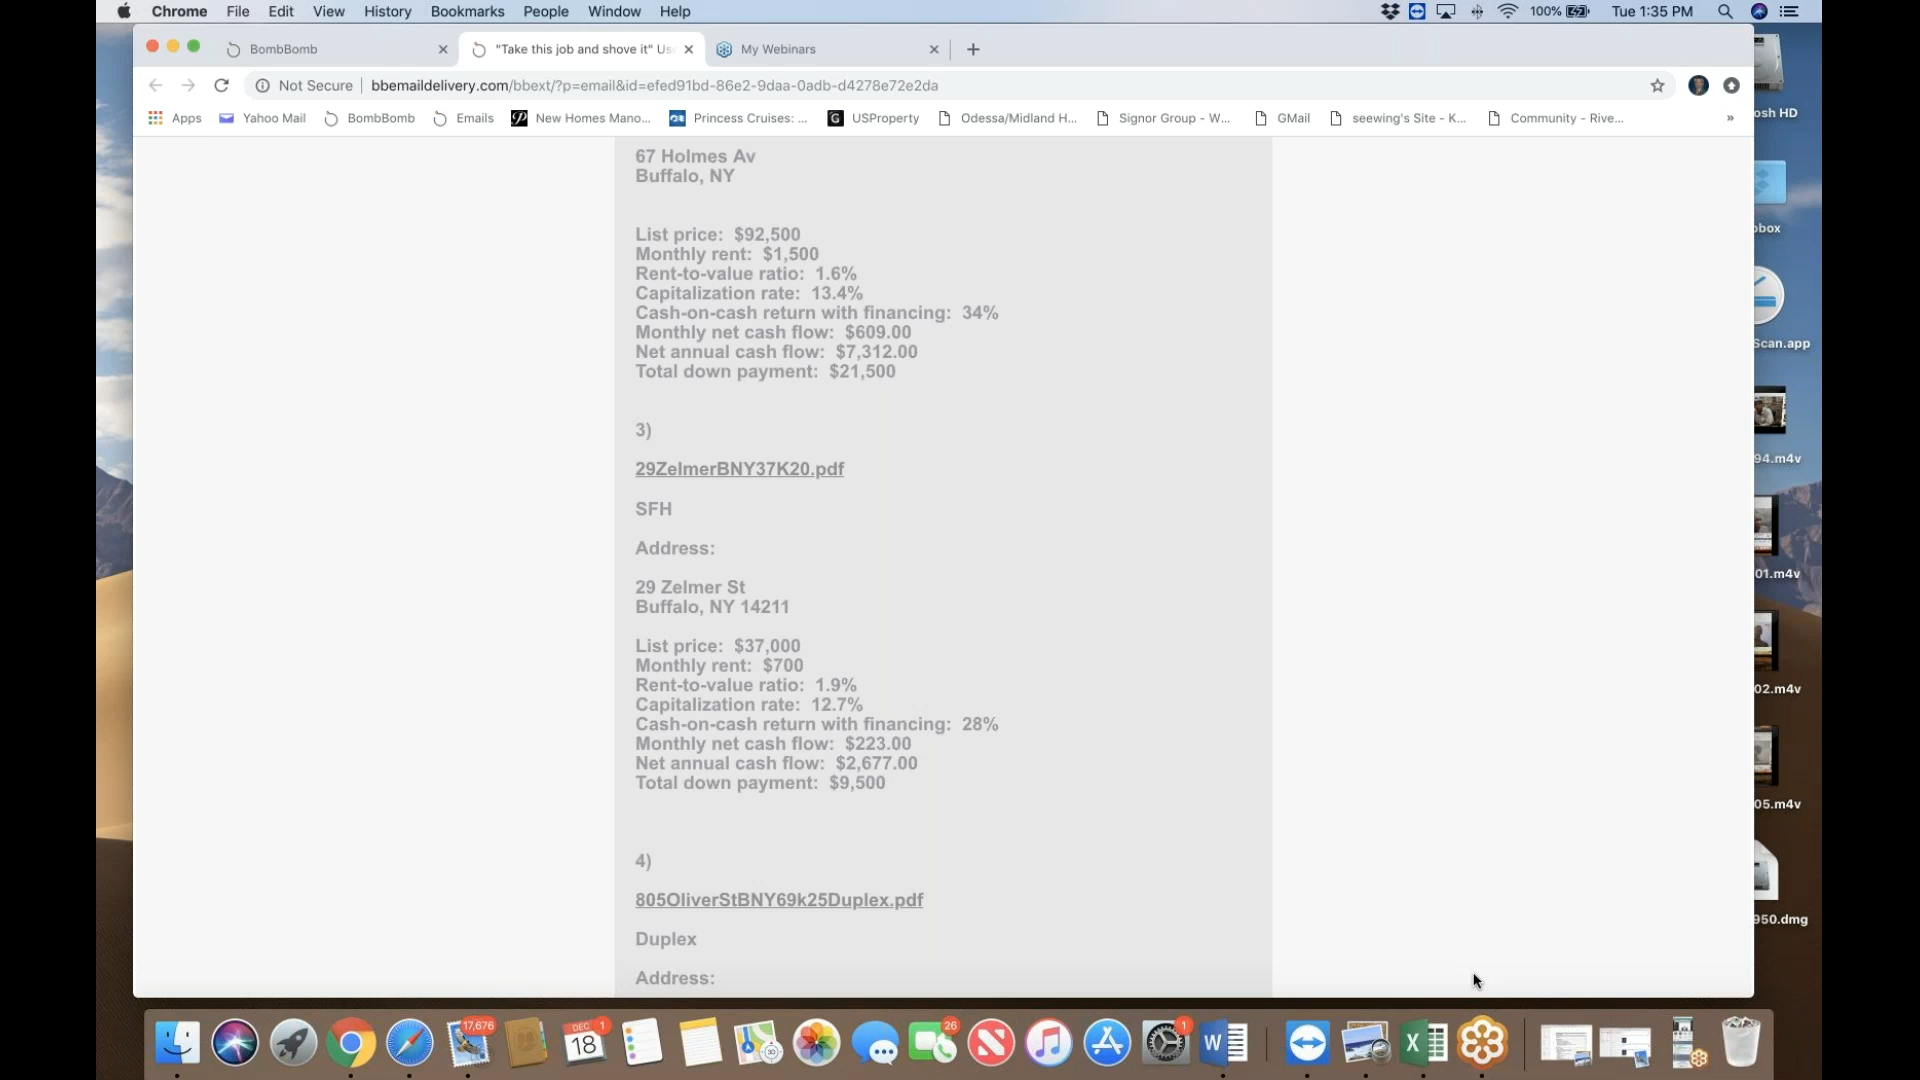 Chrome File Edit View History Bookmarks People Window Help 100% Tue 1:35 PM
BombBomb "Take this job and shove it" Us My Webinars
Not Secure bbemaildelivery.com/bbext/?p=email&id=efed91bd-86e2-9daa-0adb-d4278e72e2da
Apps Yahoo Mail BombBomb Emails New Homes Mano... Princess Cruises: ... USProperty Odessa/Midland H... Signor Group - W... GMail seewing's Site - K... Community - Rive... »
67 Holmes Av
Buffalo, NY
List price: $92,500
Monthly rent: $1,500
Rent-to-value ratio: 1.6%
Capitalization rate: 13.4%
Cash-on-cash return with financing: 34%
Monthly net cash flow: $609.00
Net annual cash flow: $7,312.00
Total down payment: $21,500
3)
29ZelmerBNY37K20.pdf
SFH
Address:
29 Zelmer St
Buffalo, NY 14211
List price: $37,000
Monthly rent: $700
Rent-to-value ratio: 1.9%
Capitalization rate: 12.7%
Cash-on-cash return with financing: 28%
Monthly net cash flow: $223.00
Net annual cash flow: $2,677.00
Total down payment: $9,500
4)
805OliverStBNY69k25Duplex.pdf
Duplex
Address:
osh HD
obox
Scan.app
94.m4v
01.m4v
02.m4v
05.m4v
950.dmg
17,676 DEC 18 1 26 1